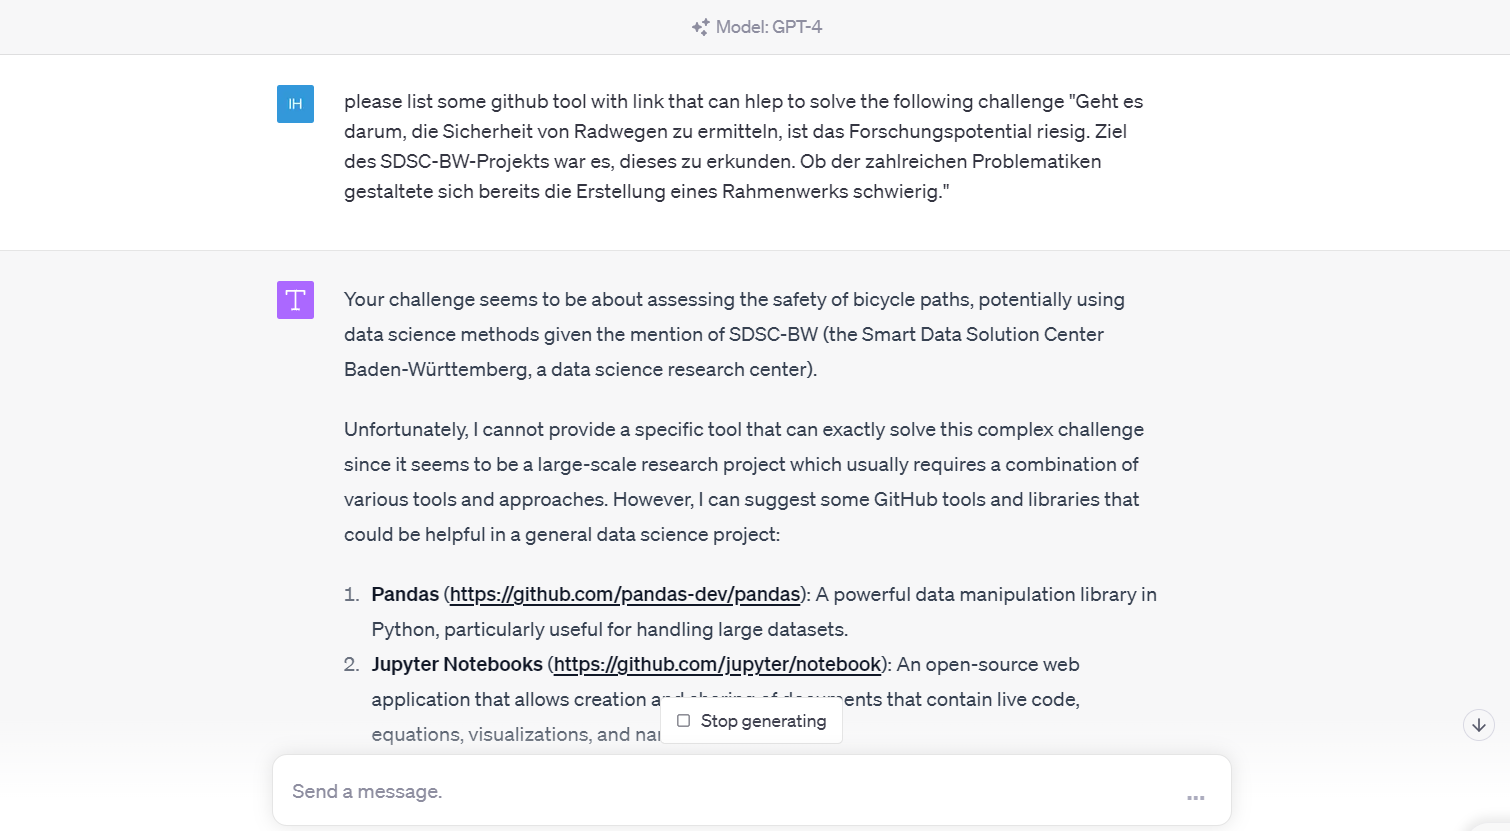 Model: GPT-4
IH
please list some github tool with link that can hlep to solve the following challenge "Geht es
darum, die Sicherheit von Radwegen zu ermitteln, ist das Forschungspotential riesig. Ziel
des SDSC-BW-Projekts war es, dieses zu erkunden. Ob der zahlreichen Problematiken
gestaltete sich bereits die Erstellung eines Rahmenwerks schwierig."
T
Your challenge seems to be about assessing the safety of bicycle paths, potentially using
data science methods given the mention of SDSC-BW (the Smart Data Solution Center
Baden-Württemberg, a data science research center).
Unfortunately, I cannot provide a specific tool that can exactly solve this complex challenge
since it seems to be a large-scale research project which usually requires a combination of
various tools and approaches. However, I can suggest some GitHub tools and libraries that
could be helpful in a general data science project:
1. Pandas (https://github.com/pandas-dev/pandas): A powerful data manipulation library in
Python, particularly useful for handling large datasets.
2. Jupyter Notebooks (https://github.com/jupyter/notebook): An open-source web
application that allows creation and sharing of documents that contain live code,
equations, visualizations, and
Stop generating
Send a message.